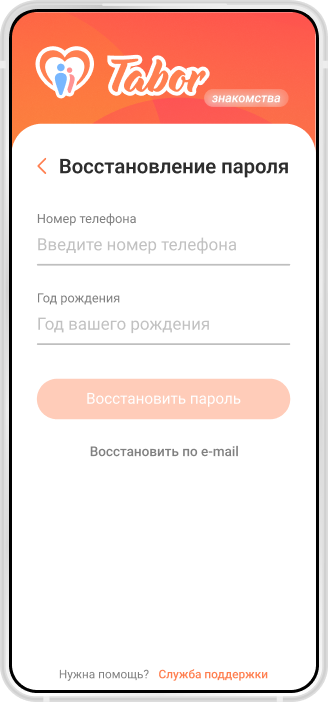 Tabor
знакомства
Восстановление пароля
Номер телефона
Введите номер телефона
Год рождения
Год вашего рождения
Восстановить пароль
Восстановить по e-mail
Нужна помощь? Служба поддержки